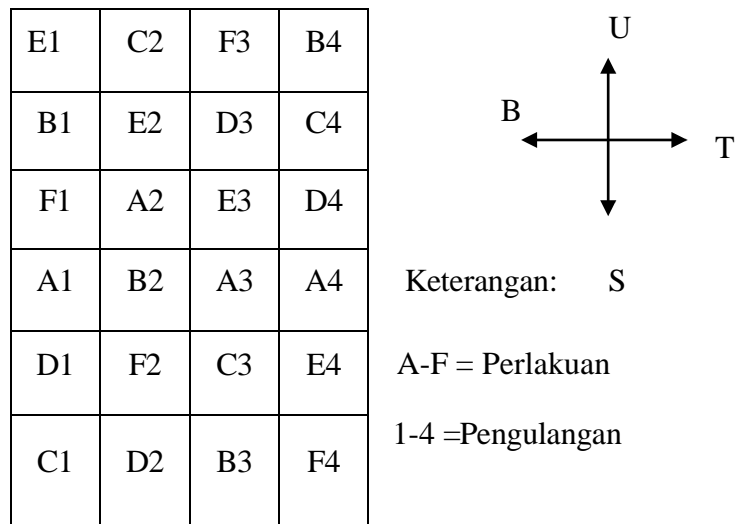 E1 C2 F3 B4
B1 E2 D3 C4
F1 A2 E3 D4
A1 B2 A3 A4
D1 F2 C3 E4
C1 D2 B3 F4
U
B
T
Keterangan: S
A-F = Perlakuan
1-4 =Pengulangan